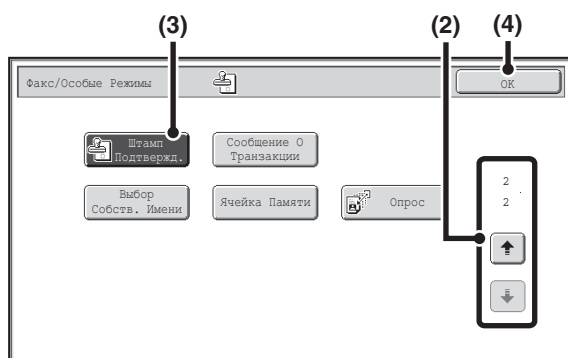 (3)
(2)
(4)
Факс/Особые Режимы
OK
Штамп
Подтвержд.
Сообщение О
Транзакции
Выбор
Собств. Имени
Ячейка Памяти
Опрос
2
2